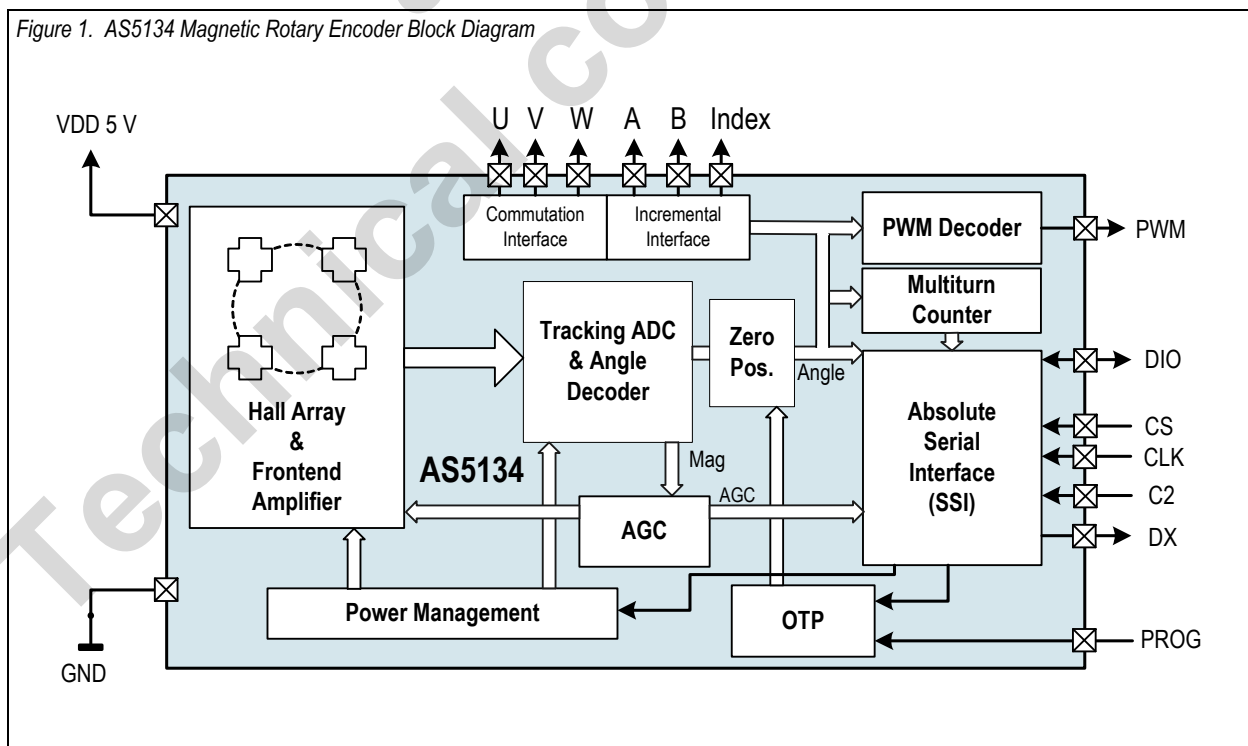 Figure 1. AS5134 Magnetic Rotary Encoder Block Diagram
Technical co
VDD 5 V
U V W A B Index
Commutation
Interface
Incremental
Interface
PWM Decoder
PWM
Multiturn
Counter
Hall Array
&
Frontend
Amplifier
Tracking ADC
& Angle
Decoder
Zero
Pos.
Angle
Absolute
Serial
Interface
(SSI)
DIO
CS
CLK
C2
DX
AS5134
Mag
AGC
AGC
Power Management
OTP
PROG
GND